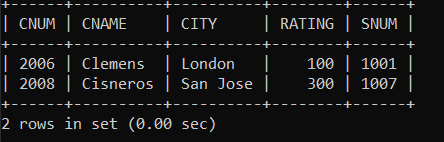 +------+----------+----------+--------+------+
| CNUM | CNAME    | CITY     | RATING | SNUM |
+------+----------+----------+--------+------+
| 2006 | Clemens  | London   |    100 | 1001 |
| 2008 | Cisneros | San Jose |    300 | 1007 |
+------+----------+----------+--------+------+
2 rows in set (0.00 sec)